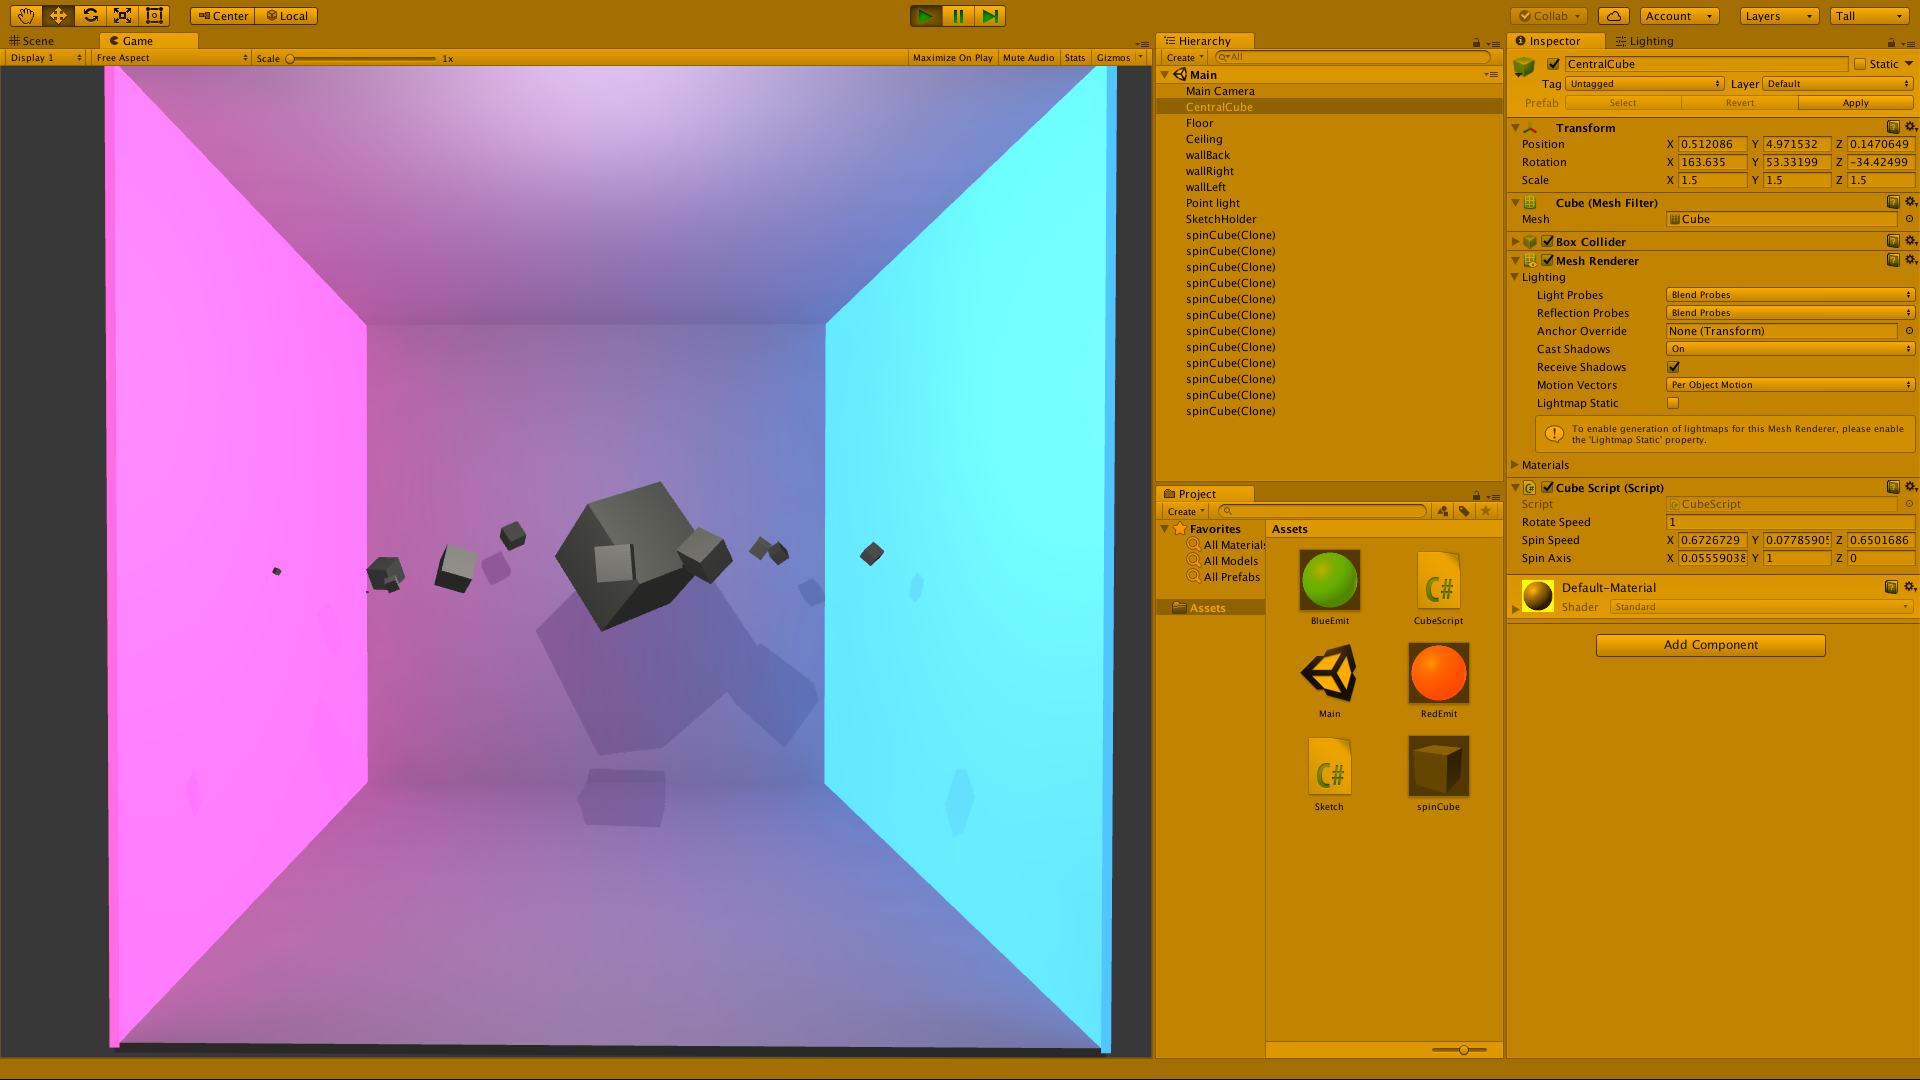 Center Local
Collab Account Layers Tall
Scene Game
Display 1 Free Aspect Scale 1x Maximize On Play Mute Audio Stats Gizmos
Hierarchy
Create All
Main
Main Camera
CentralCube
Floor
Ceiling
wallBack
wallRight
wallLeft
Point light
SketchHolder
spinCube(Clone)
spinCube(Clone)
spinCube(Clone)
spinCube(Clone)
spinCube(Clone)
spinCube(Clone)
spinCube(Clone)
spinCube(Clone)
spinCube(Clone)
spinCube(Clone)
spinCube(Clone)
spinCube(Clone)
Project
Create
Favorites
All Materials
All Models
All Prefabs
Assets
Assets
BlueEmit CubeScript
Main RedEmit
C#
C#
Sketch spinCube
Inspector Lighting
CentralCube Static
Tag Untagged Layer Default
Prefab Select Revert Apply
Transform
Position X 0.512086 Y 4.971532 Z 0.1470649
Rotation X 163.635 Y 53.33199 Z -34.42499
Scale X 1.5 Y 1.5 Z 1.5
Cube (Mesh Filter)
Mesh Cube
Box Collider
Mesh Renderer
Lighting
Light Probes Blend Probes
Reflection Probes Blend Probes
Anchor Override None (Transform)
Cast Shadows On
Receive Shadows
Motion Vectors Per Object Motion
Lightmap Static
To enable generation of lightmaps for this Mesh Renderer, please enable
the 'Lightmap Static' property.
Materials
Cube Script (Script)
Script CubeScript
Rotate Speed 1
Spin Speed X 0.6726729 Y 0.0778590 Z 0.6501686
Spin Axis X 0.0555903 Y 1 Z 0
Default-Material
Shader Standard
Add Component